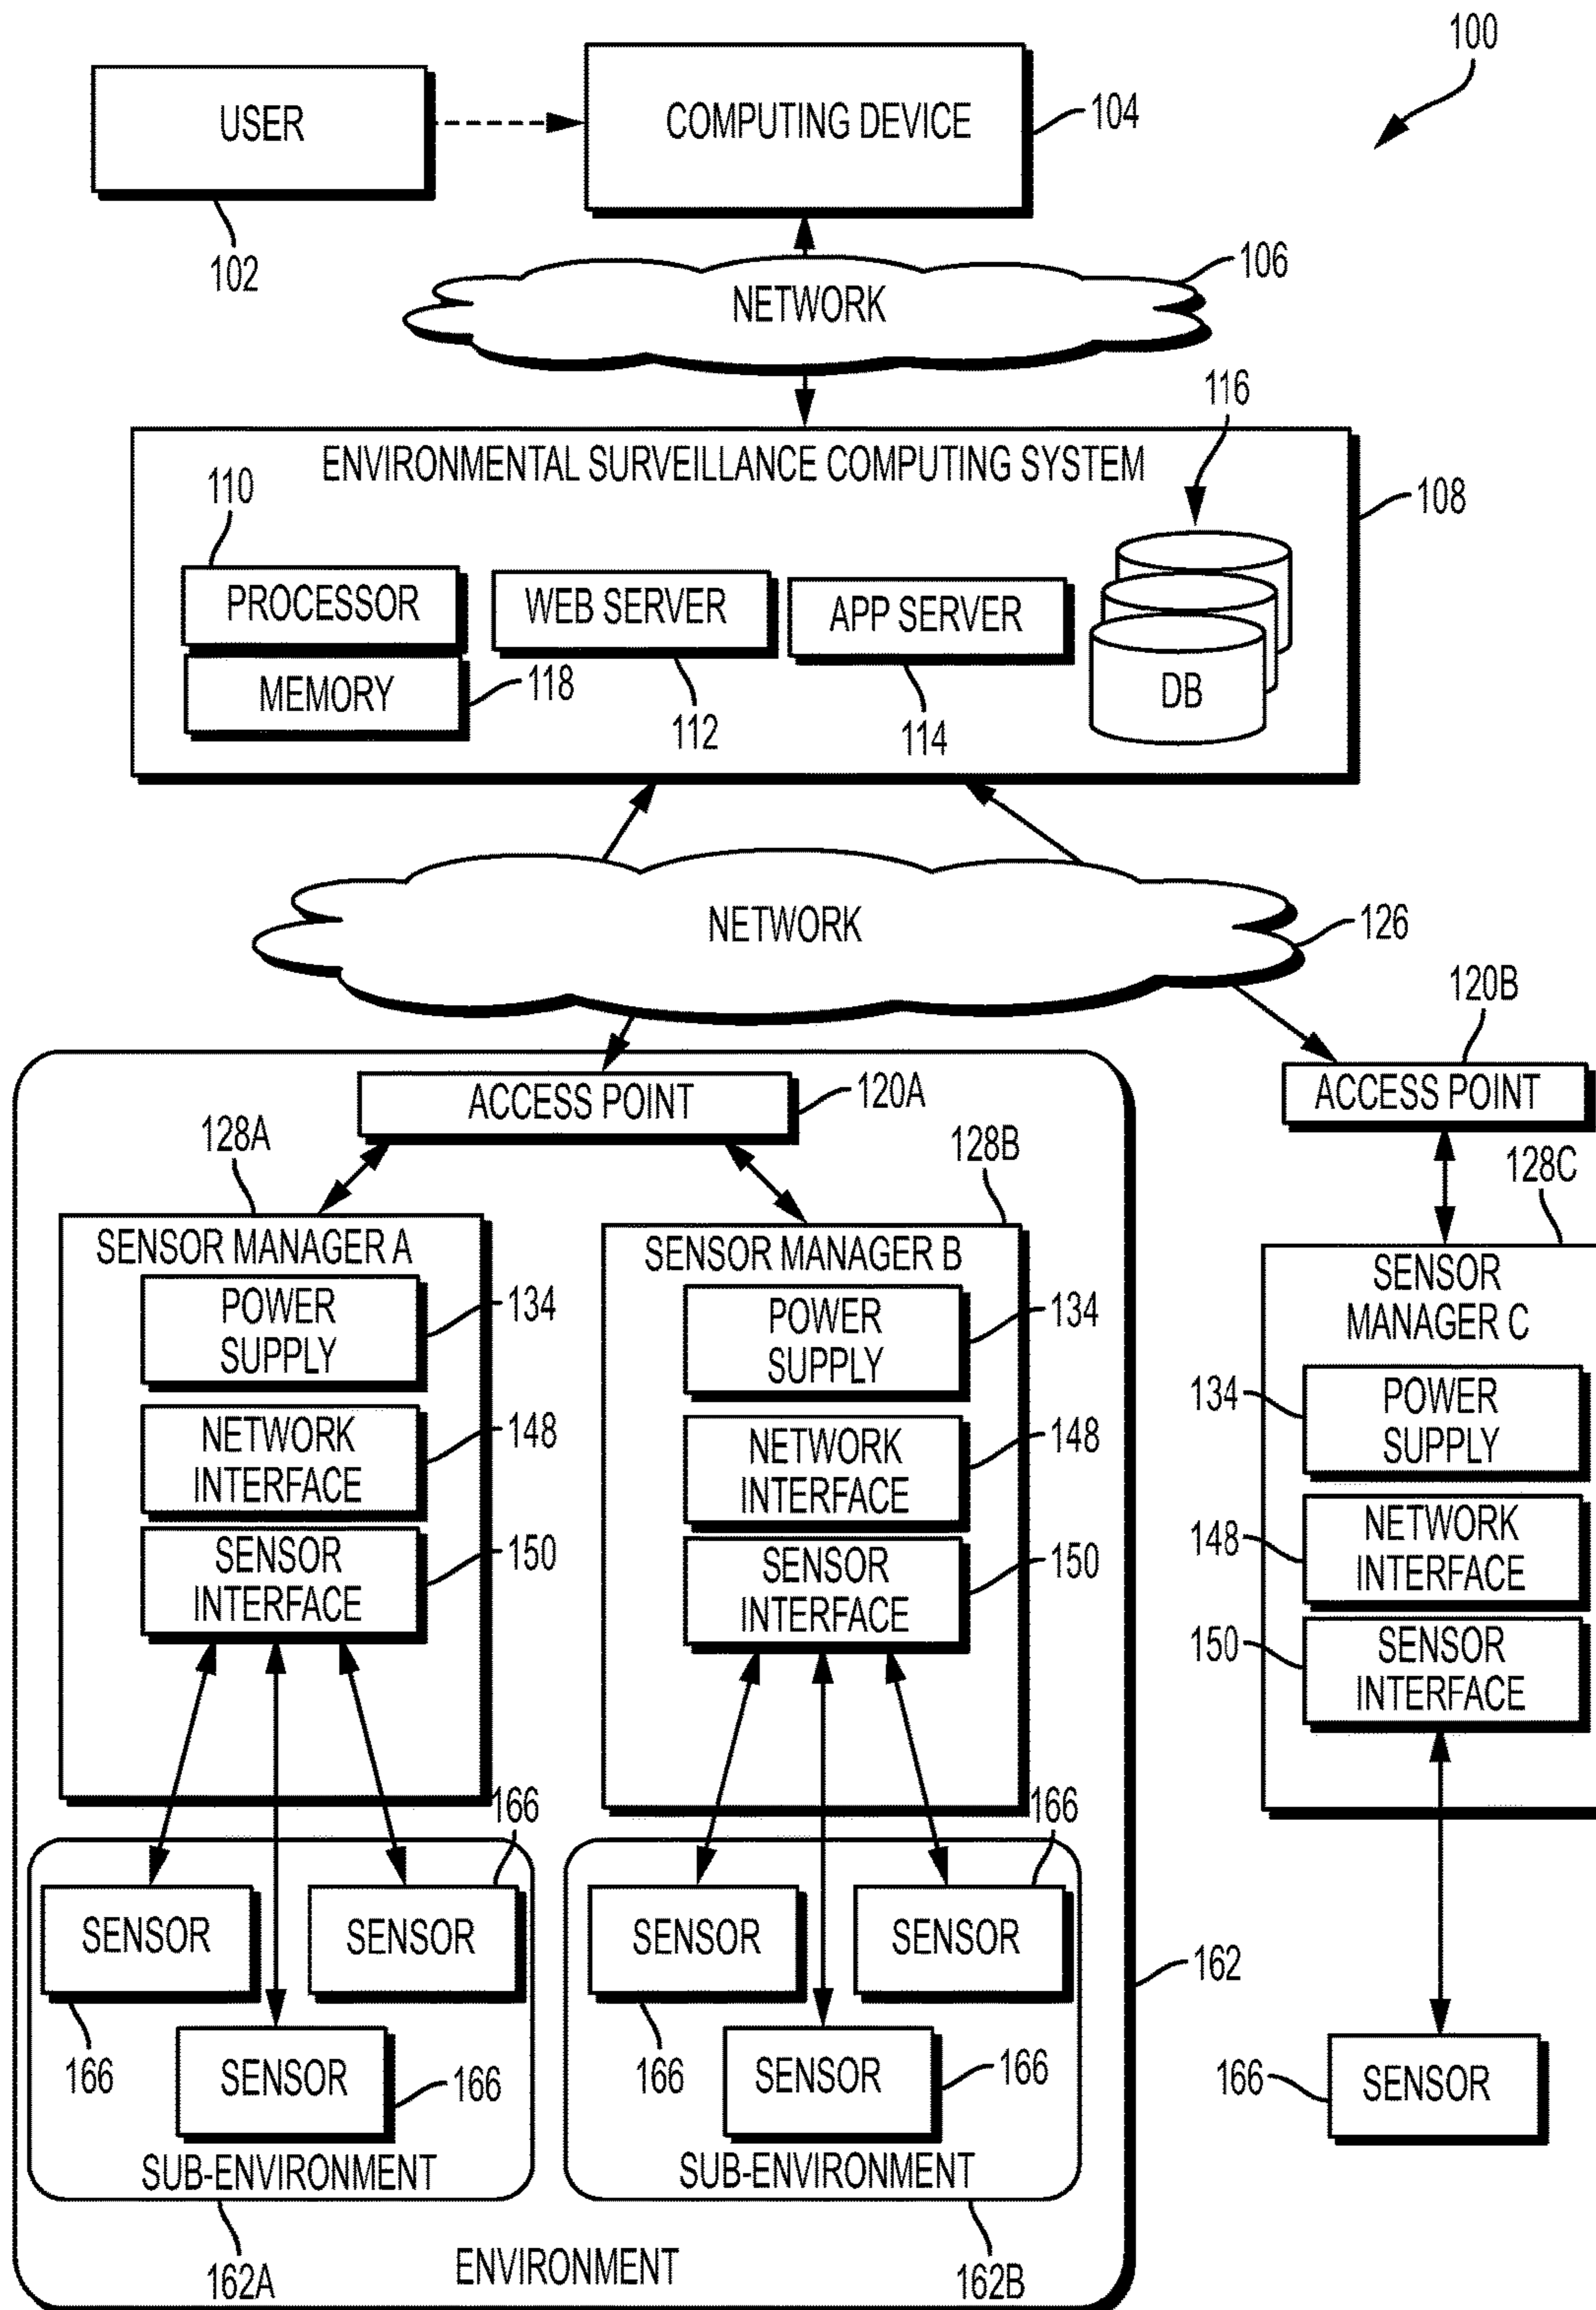 100
USER
COMPUTING DEVICE
104
102
106
NETWORK
116
ENVIRONMENTAL SURVEILLANCE COMPUTING SYSTEM
108
110
PROCESSOR
WEB SERVER
APP SERVER
MEMORY
118
112
114
DB
NETWORK
126
120B
ACCESS POINT
120A
ACCESS POINT
128A
128B
128C
SENSOR MANAGER A
POWER
SUPPLY
134
NETWORK
INTERFACE
148
SENSOR
INTERFACE
150
SENSOR MANAGER B
POWER
SUPPLY
134
NETWORK
INTERFACE
148
SENSOR
INTERFACE
150
SENSOR
MANAGER C
134
POWER
SUPPLY
148
NETWORK
INTERFACE
150
SENSOR
INTERFACE
166
166
SENSOR
SENSOR
SENSOR
SENSOR
162
166
SENSOR
166
166
SENSOR
166
166
SENSOR
SUB-ENVIRONMENT
SUB-ENVIRONMENT
162A
ENVIRONMENT
162B